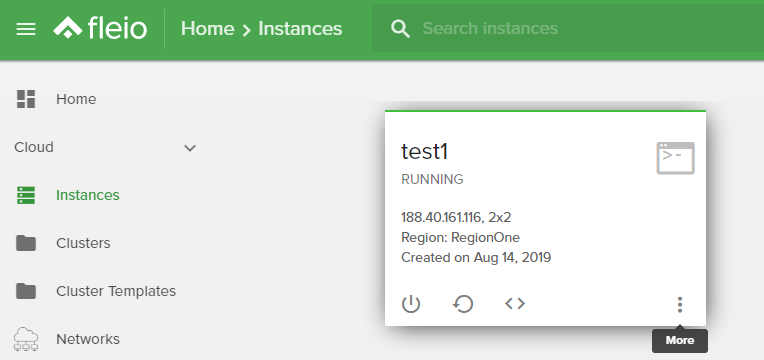 fleio
Home > Instances
Search instances
Home
Cloud
Instances
Clusters
Cluster Templates
Networks
test1
RUNNING
188.40.161.116, 2x2
Region: RegionOne
Created on Aug 14, 2019
More